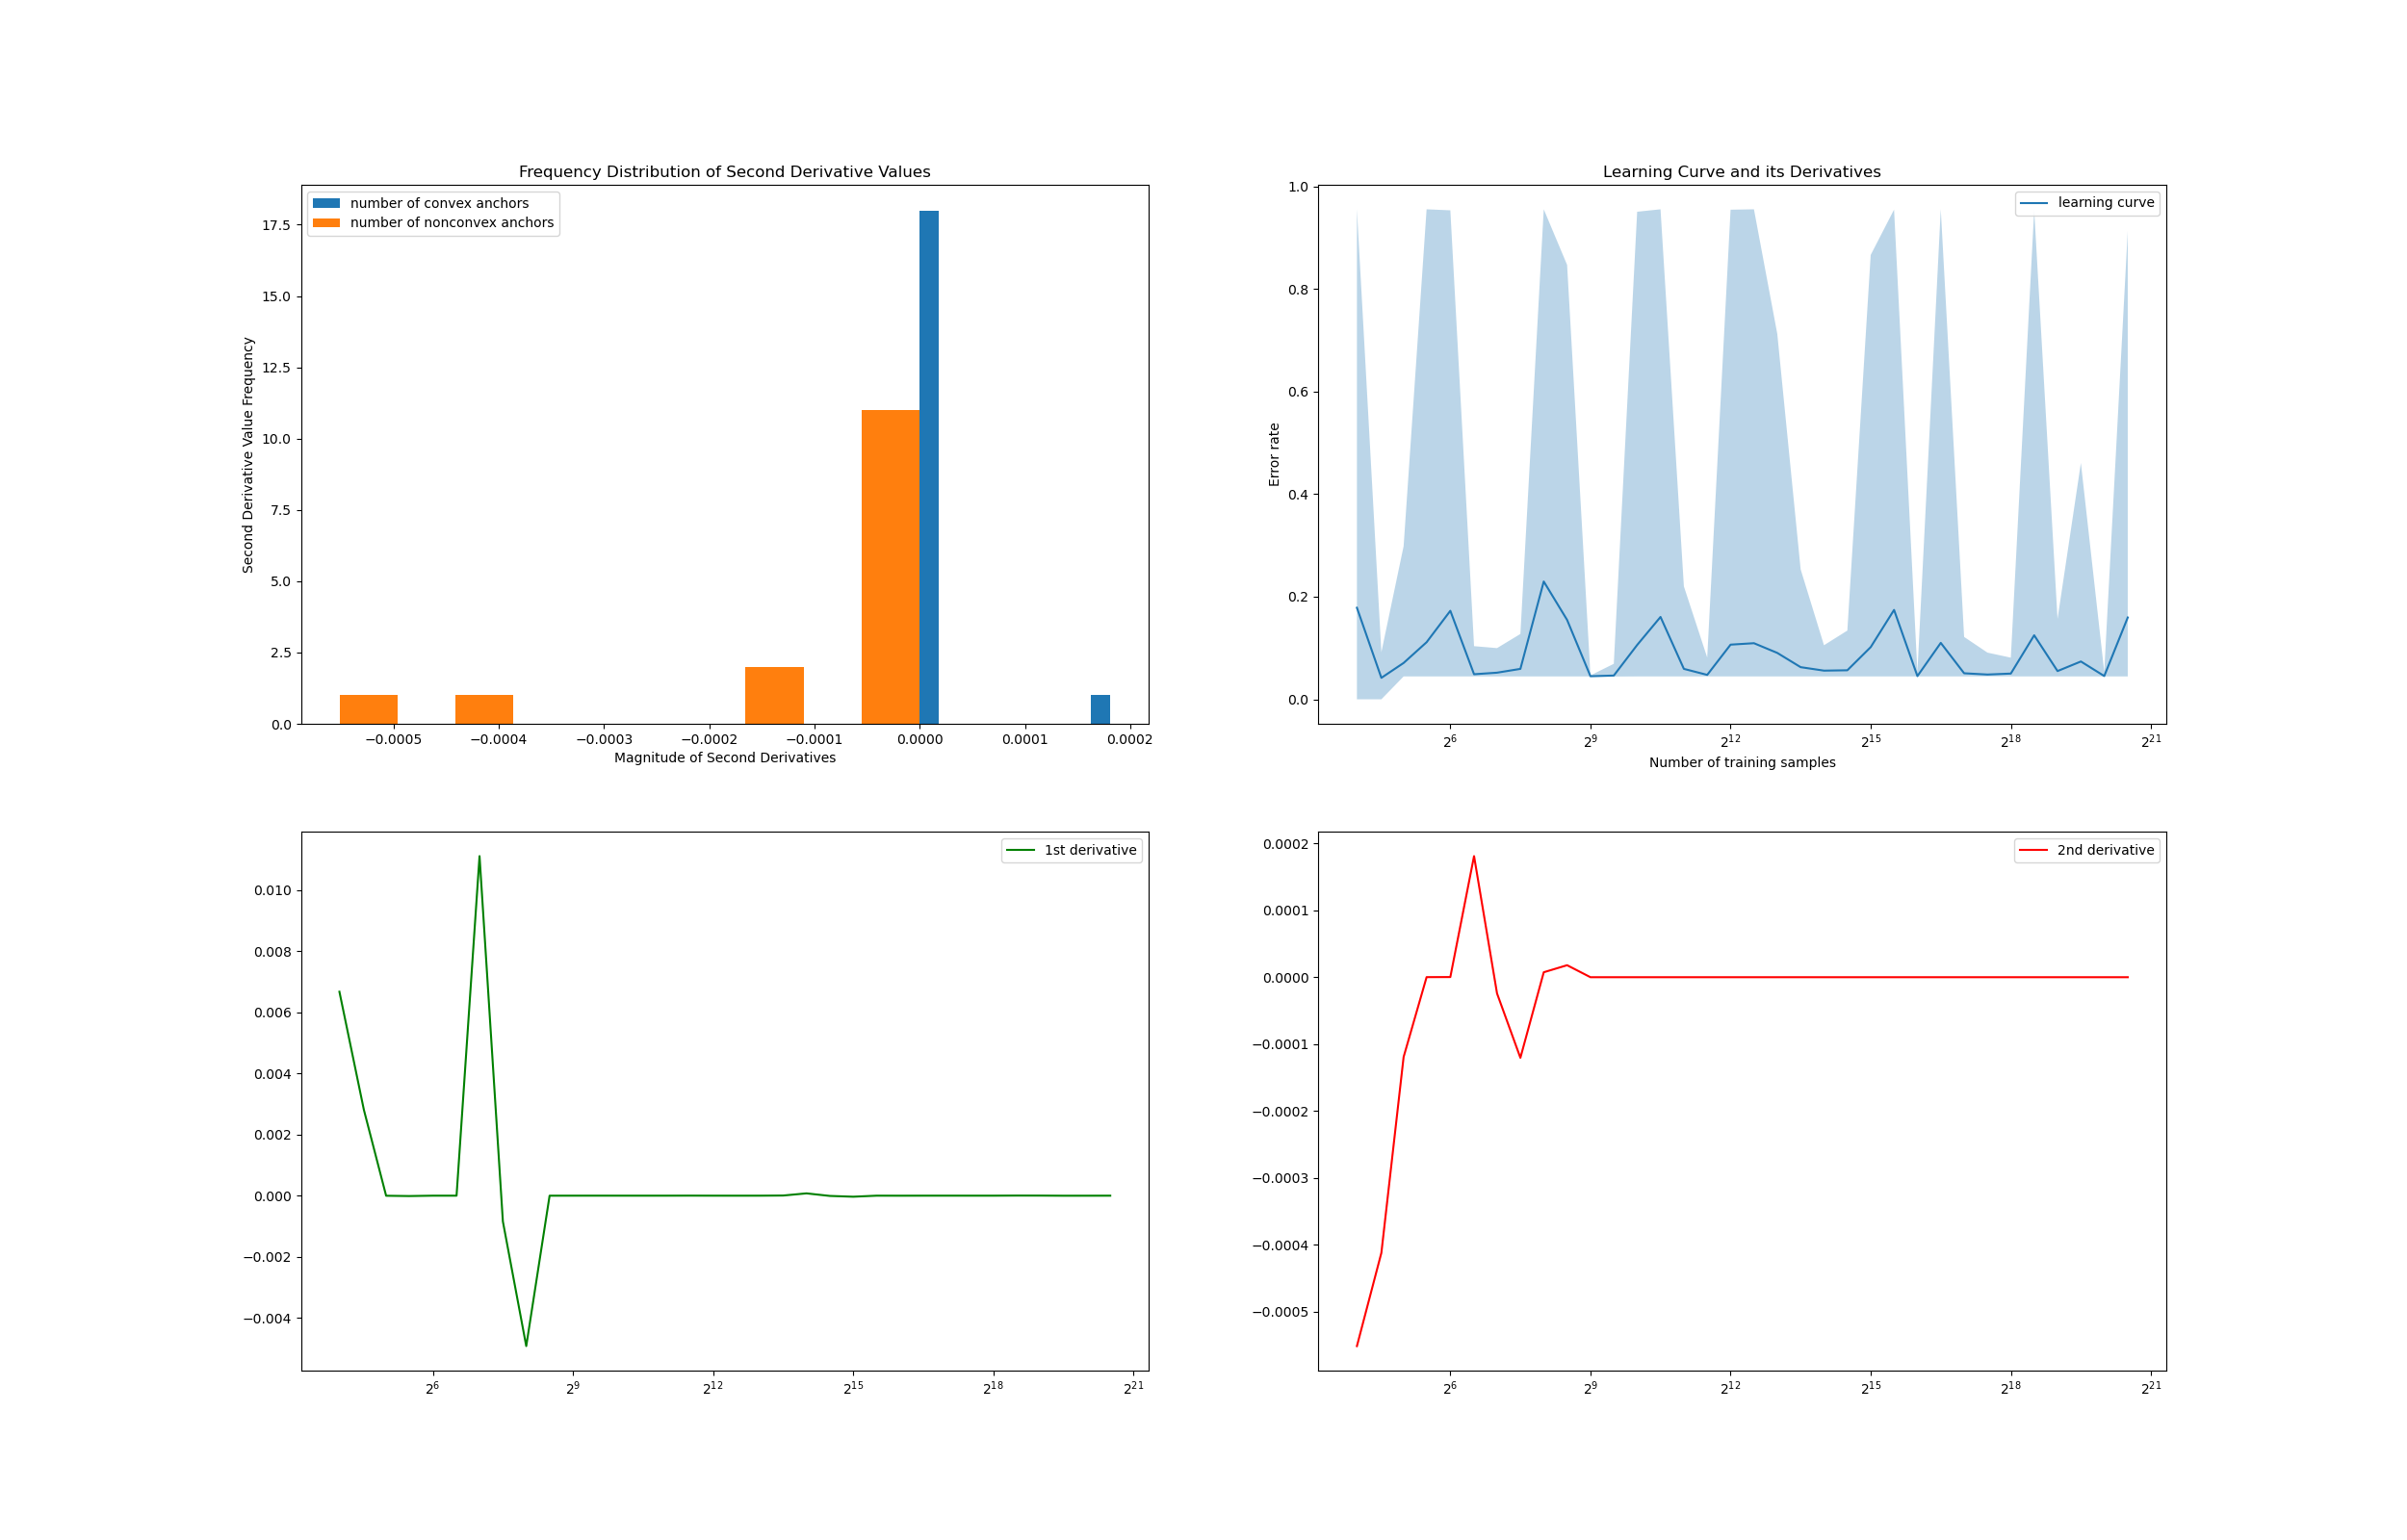 Frequency Distribution of Second Derivative Values
number of convex anchors
number of nonconvex anchors
17.5
15.0
12.5
10.0
7.5
5.0
2.5
0.0
Second Derivative Value Frequency
−0.0005 −0.0004 −0.0003 −0.0002 −0.0001 0.0000 0.0001 0.0002
Magnitude of Second Derivatives
Learning Curve and its Derivatives
learning curve
1.0
0.8
0.6
0.4
0.2
0.0
Error rate
2^6 2^9 2^12 2^15 2^18 2^21
Number of training samples
1st derivative
0.010
0.008
0.006
0.004
0.002
0.000
−0.002
−0.004
2^6 2^9 2^12 2^15 2^18 2^21
2nd derivative
0.0002
0.0001
0.0000
−0.0001
−0.0002
−0.0003
−0.0004
−0.0005
2^6 2^9 2^12 2^15 2^18 2^21